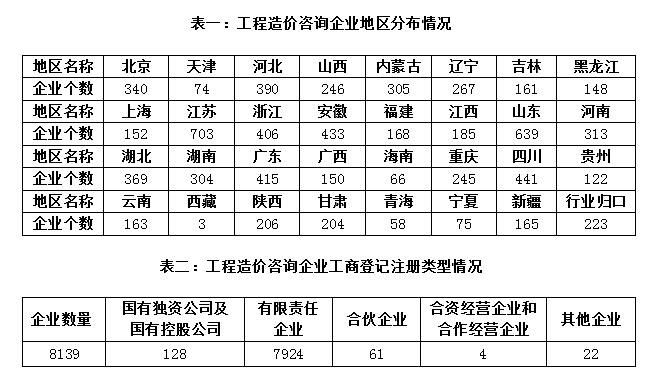 表一：工程造价咨询企业地区分布情况
地区名称 北京 天津 河北 山西 内蒙古 辽宁 吉林 黑龙江
企业个数 340 74 390 246 305 267 161 148
地区名称 上海 江苏 浙江 安徽 福建 江西 山东 河南
企业个数 152 703 406 433 168 185 639 313
地区名称 湖北 湖南 广东 广西 海南 重庆 四川 贵州
企业个数 369 304 415 150 66 245 441 122
地区名称 云南 西藏 陕西 甘肃 青海 宁夏 新疆 行业归口
企业个数 163 3 206 204 58 75 165 223
表二：工程造价咨询企业工商登记注册类型情况
企业数量 国有独资公司及 有限责任 合伙企业 合资经营企业和 其他企业
国有控股公司 企业 合作经营企业
8139 128 7924 61 4 22